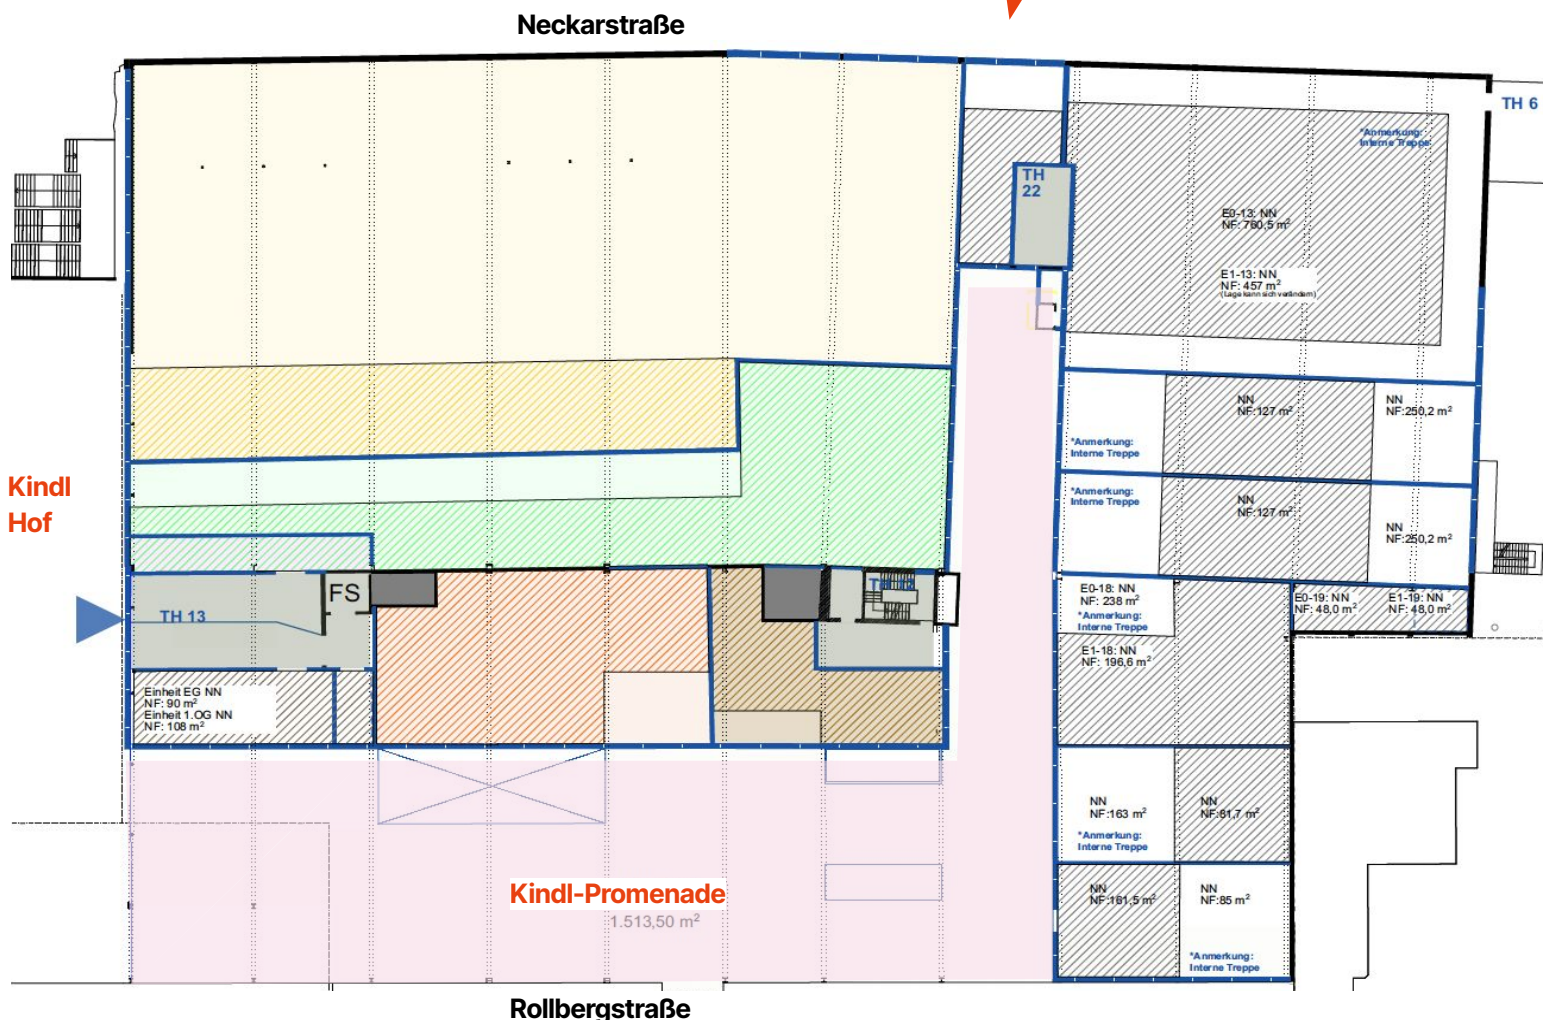 Neckarstraße
TH 6
*Anmerkung:
Interne Treppe
TH
22
E0-13: NN
NF: 760,5 m²
E1-13: NN
NF: 457 m²
(Lage kann sich verändern)
NN
NF:127 m²
NN
NF:250,2 m²
*Anmerkung:
Interne Treppe
Kindl
Hof
*Anmerkung:
Interne Treppe
NN
NF:127 m²
NN
NF:250,2 m²
FS
TH 13
E0-18: NN
NF: 238 m²
*Anmerkung:
Interne Treppe
E0-19: NN
NF: 48,0 m²
E1-19: NN
NF: 48,0 m²
E1-18: NN
NF: 196,6 m²
Einheit EG NN
NF: 90 m²
Einheit 1.OG NN
NF: 108 m²
NN
NF:163 m²
*Anmerkung:
Interne Treppe
NN
NF:81,7 m²
Kindl-Promenade
1.513,50 m²
NN
NF:161,5 m²
NN
NF:85 m²
*Anmerkung:
Interne Treppe
Rollbergstraße